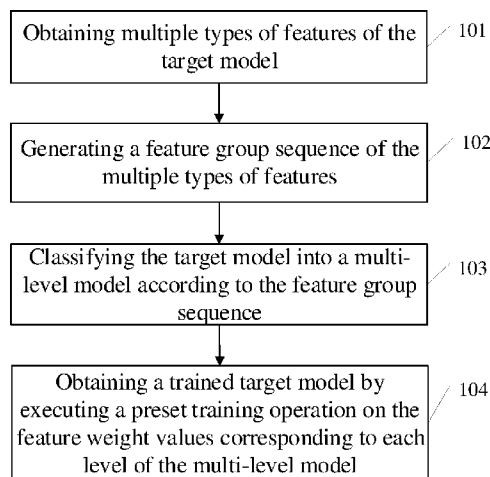 Obtaining multiple types of features of the
target model
101
Generating a feature group sequence of the
multiple types of features
102
Classifying the target model into a multi-
level model according to the feature group
sequence
103
Obtaining a trained target model by
executing a preset training operation on the
feature weight values corresponding to each
level of the multi-level model
104